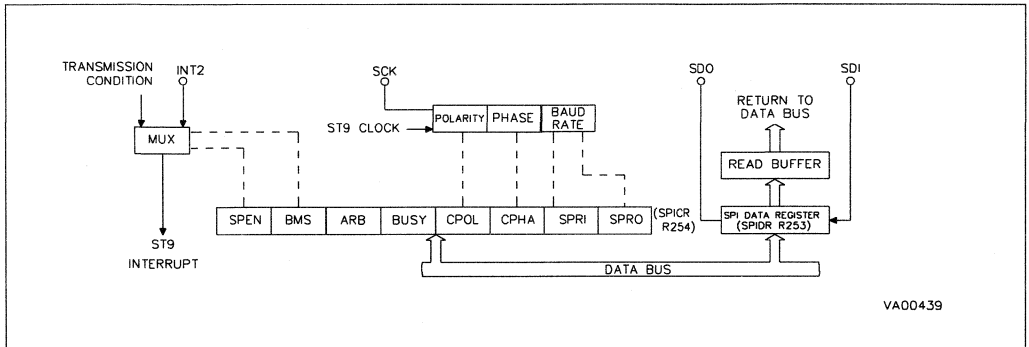 TRANSMISSION
CONDITION
INT2
SCK
SDO
SDI
RETURN TO
DATA BUS
POLARITY
PHASE
BAUD
RATE
ST9 CLOCK
MUX
READ BUFFER
SPEN
BMS
ARB
BUSY
CPOL
CPHA
SPRI
SPRO
(SPICR
R254)
SPI DATA REGISTER
(SPIDR R253)
ST9
INTERRUPT
DATA BUS
VA00439